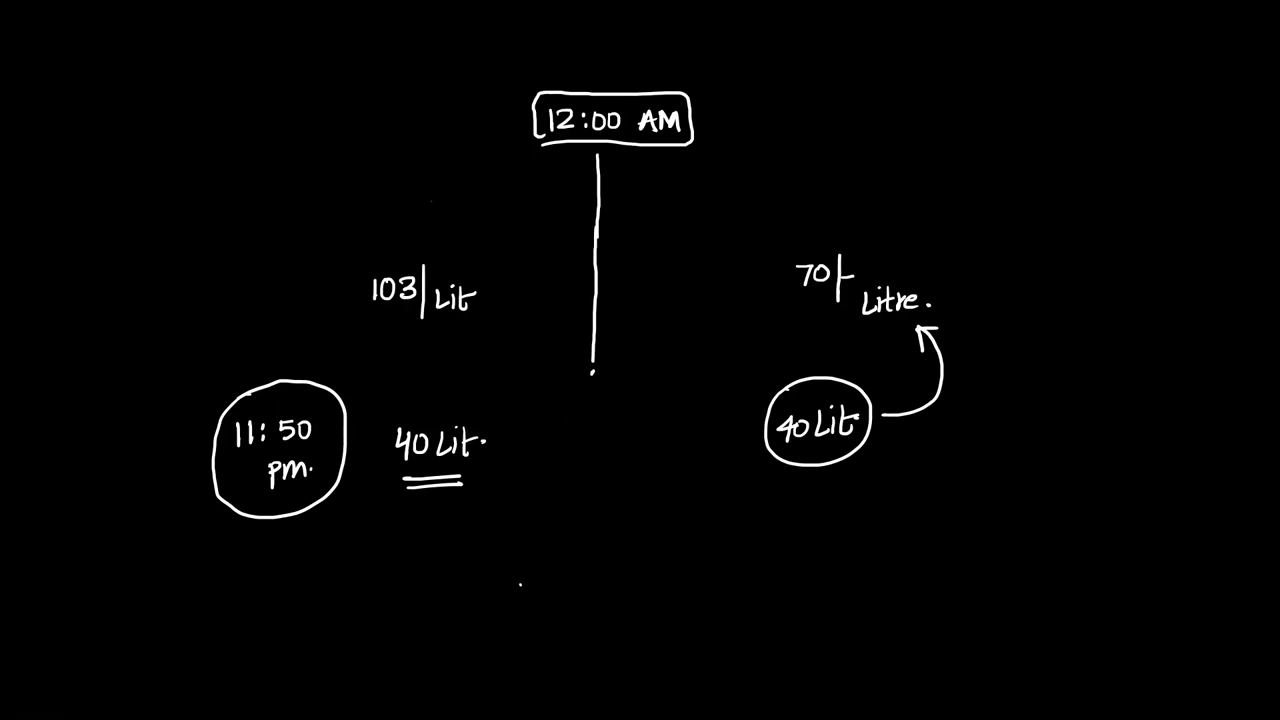 12:00 AM
103/Lit
70/-
Litre.
11:50
pm.
40 Lit.
40 Lit